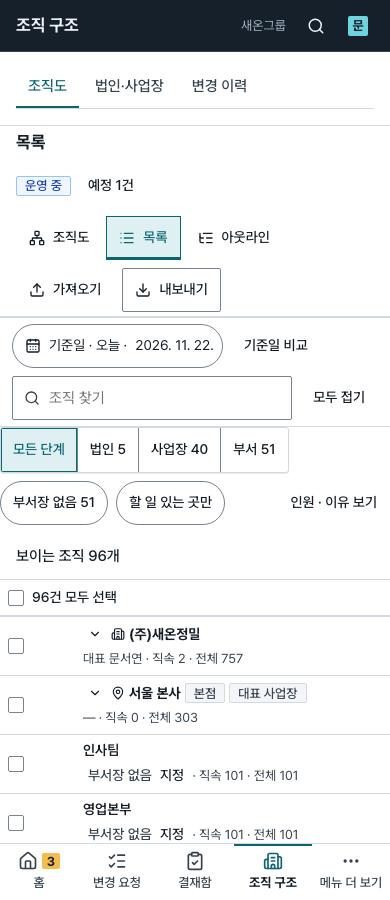 조직 구조 새온그룹 문
조직도 법인·사업장 변경 이력
목록
운영 중 예정 1건
조직도 목록 아웃라인
가져오기 내보내기
기준일 · 오늘 · 2026. 11. 22. 기준일 비교
조직 찾기 모두 접기
모든 단계 법인 5 사업장 40 부서 51
부서장 없음 51 할 일 있는 곳만 인원 · 이유 보기
보이는 조직 96개
96건 모두 선택
(주)새온정밀
대표 문서연 · 직속 2 · 전체 757
서울 본사 본점 대표 사업장
— · 직속 0 · 전체 303
인사팀
부서장 없음 지정 · 직속 101 · 전체 101
영업본부
부서장 없음 지정 · 직속 101 · 전체 101
3
홈 변경 요청 결재함 조직 구조 메뉴 더 보기